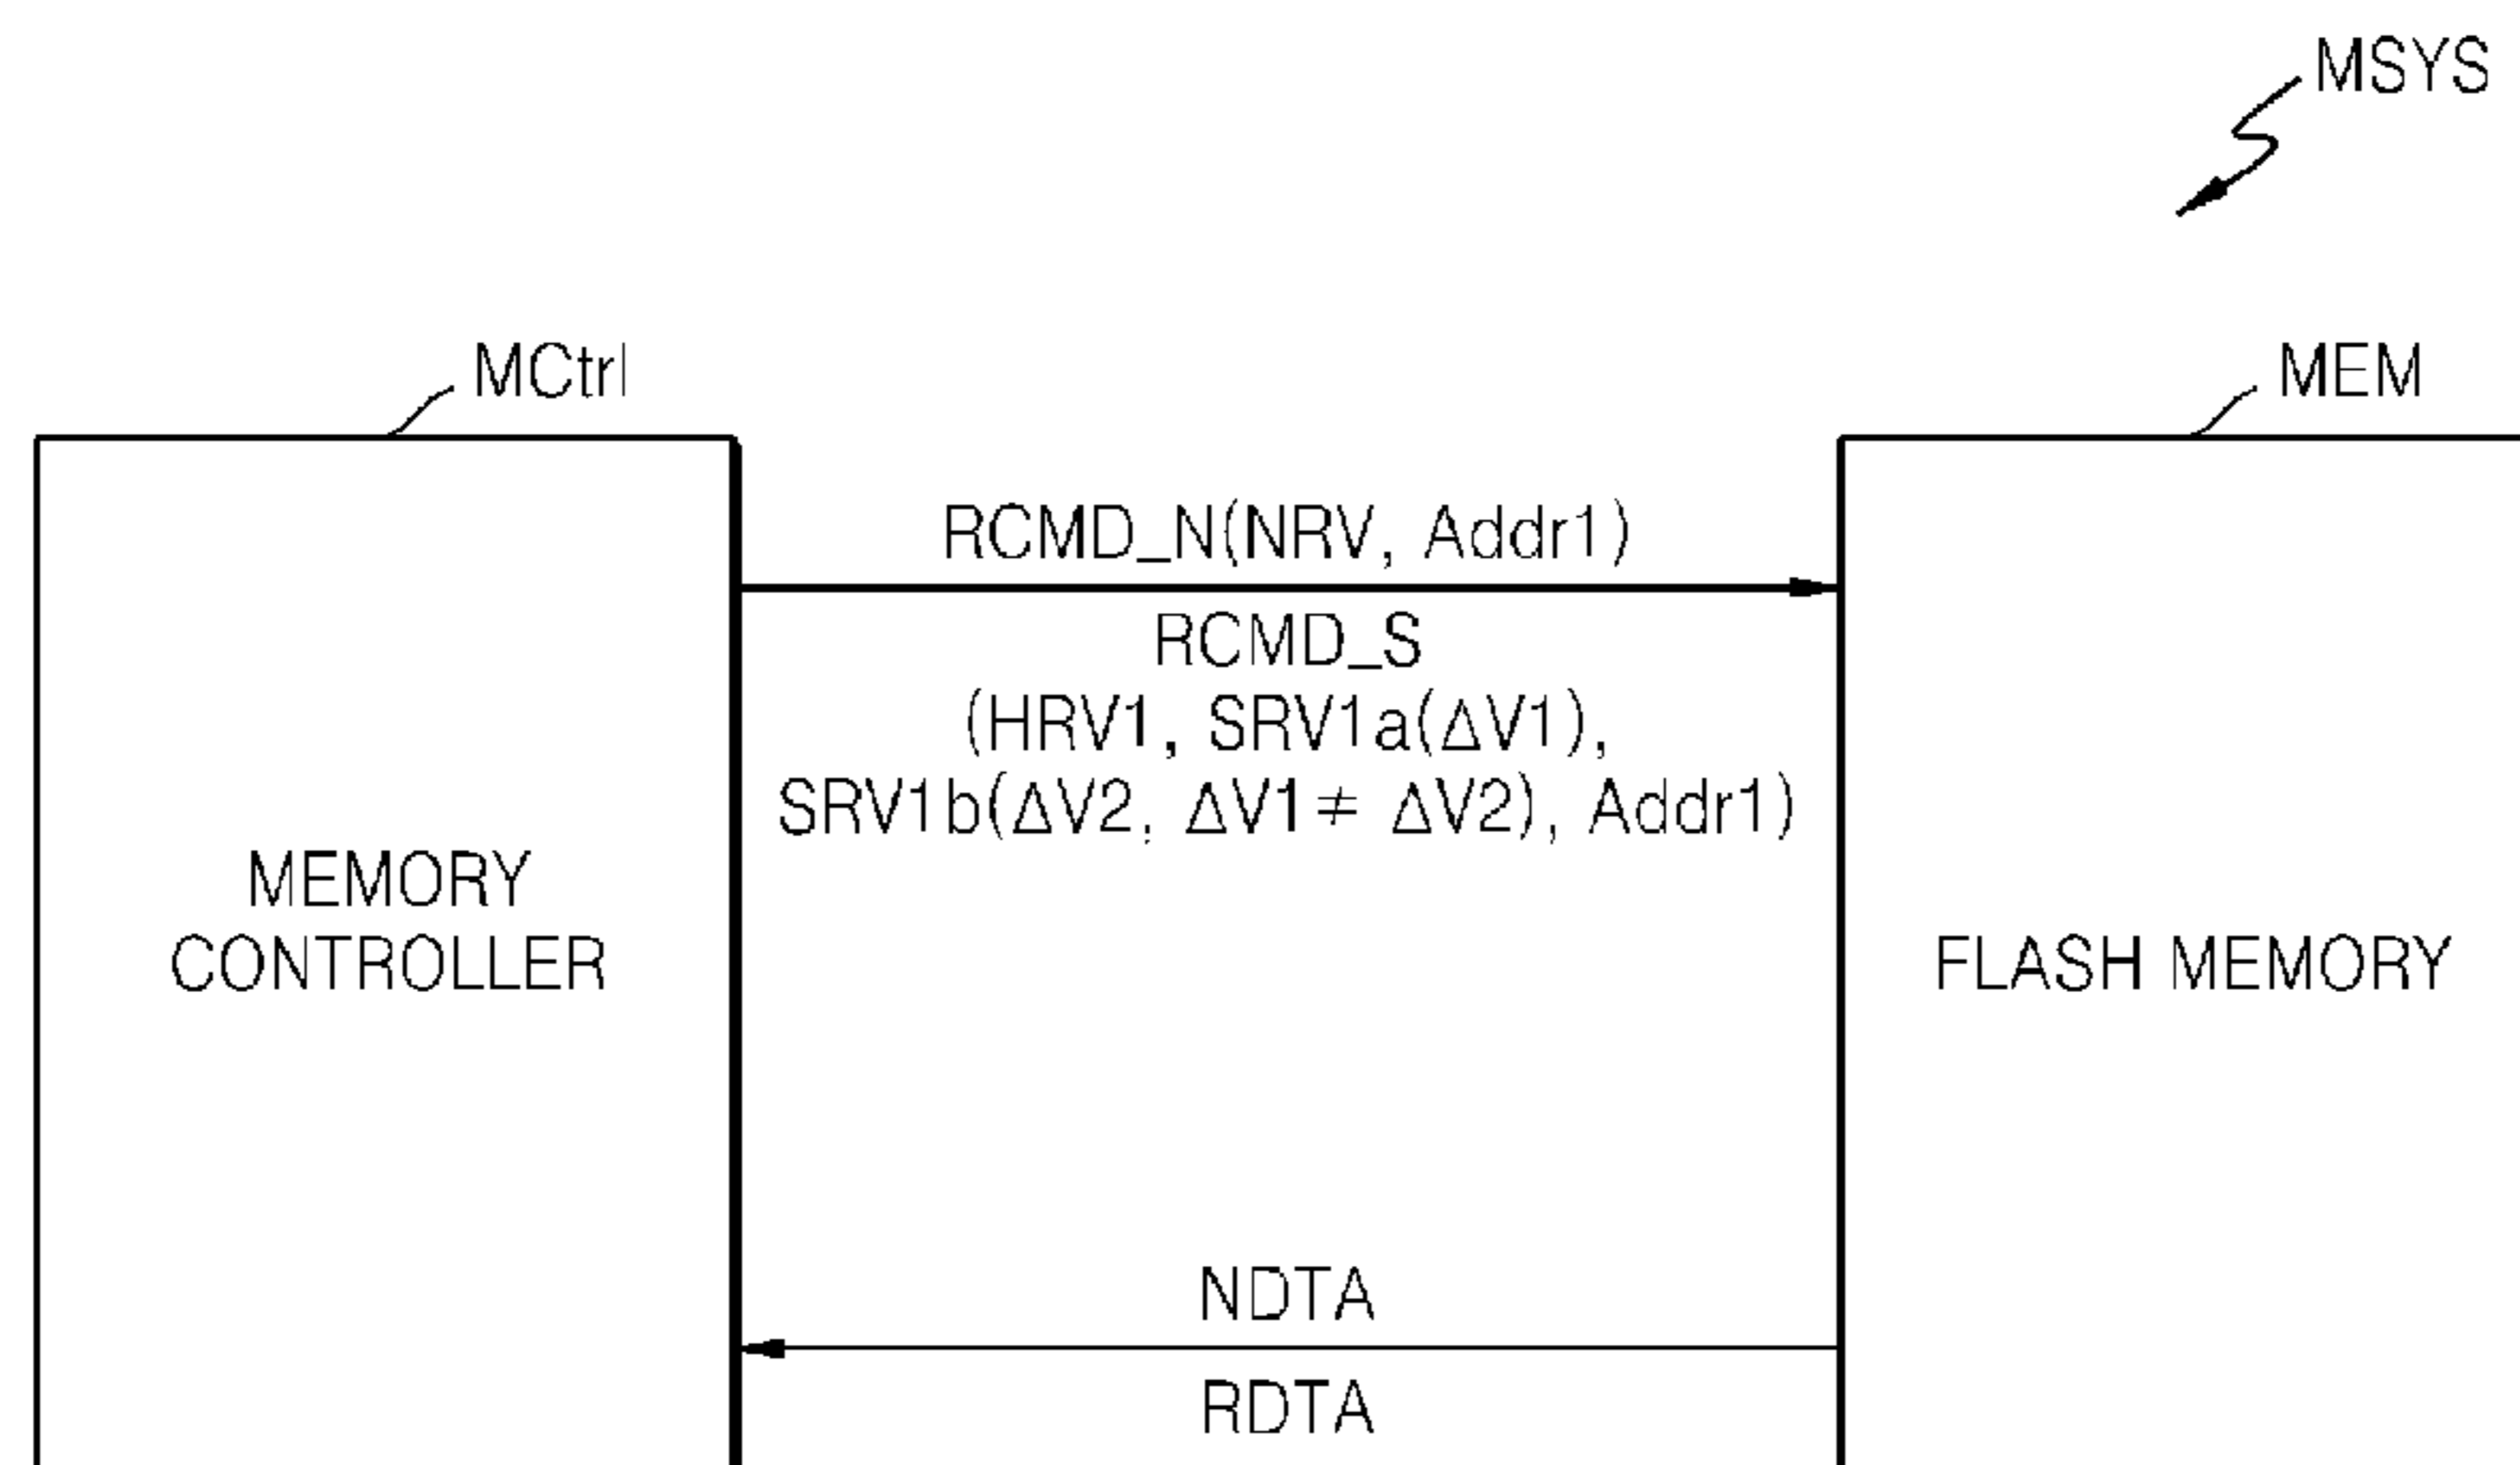 MSYS
MCtrl
MEM
RCMD_N(NRV, Addr1)
RCMD_S
(HRV1, SRV1a(ΔV1),
SRV1b(ΔV2, ΔV1≠ ΔV2), Addr1)
MEMORY
CONTROLLER
FLASH MEMORY
NDTA
RDTA